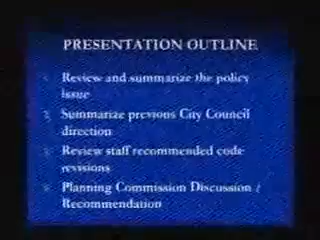 PRESENTATION OUTLINE
Review and summarize the policy
issue
Summarize previous City Council
direction
Review staff recommended code
revisions
Planning Commission Discussion /
Recommendation